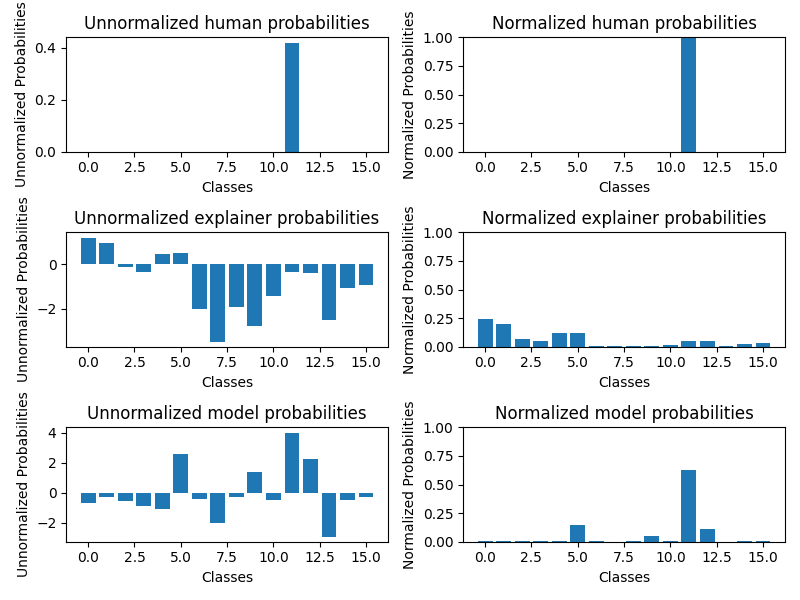 Unnormalized human probabilities
Unnormalized Probabilities
0.4
0.2
0.0
0.0 2.5 5.0 7.5 10.0 12.5 15.0
Classes
Normalized human probabilities
Normalized Probabilities
1.00
0.75
0.50
0.25
0.00
0.0 2.5 5.0 7.5 10.0 12.5 15.0
Classes
Unnormalized explainer probabilities
Unnormalized Probabilities
0
−2
0.0 2.5 5.0 7.5 10.0 12.5 15.0
Classes
Normalized explainer probabilities
Normalized Probabilities
1.00
0.75
0.50
0.25
0.00
0.0 2.5 5.0 7.5 10.0 12.5 15.0
Classes
Unnormalized model probabilities
Unnormalized Probabilities
4
2
0
−2
0.0 2.5 5.0 7.5 10.0 12.5 15.0
Classes
Normalized model probabilities
Normalized Probabilities
1.00
0.75
0.50
0.25
0.00
0.0 2.5 5.0 7.5 10.0 12.5 15.0
Classes